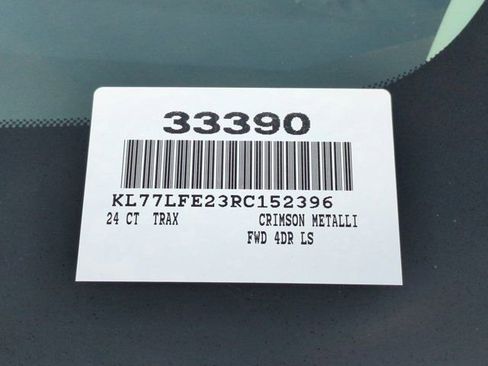 33390
KL77LFE23RC152396
24 CT TRAX CRIMSON METALLI
FWD 4DR LS